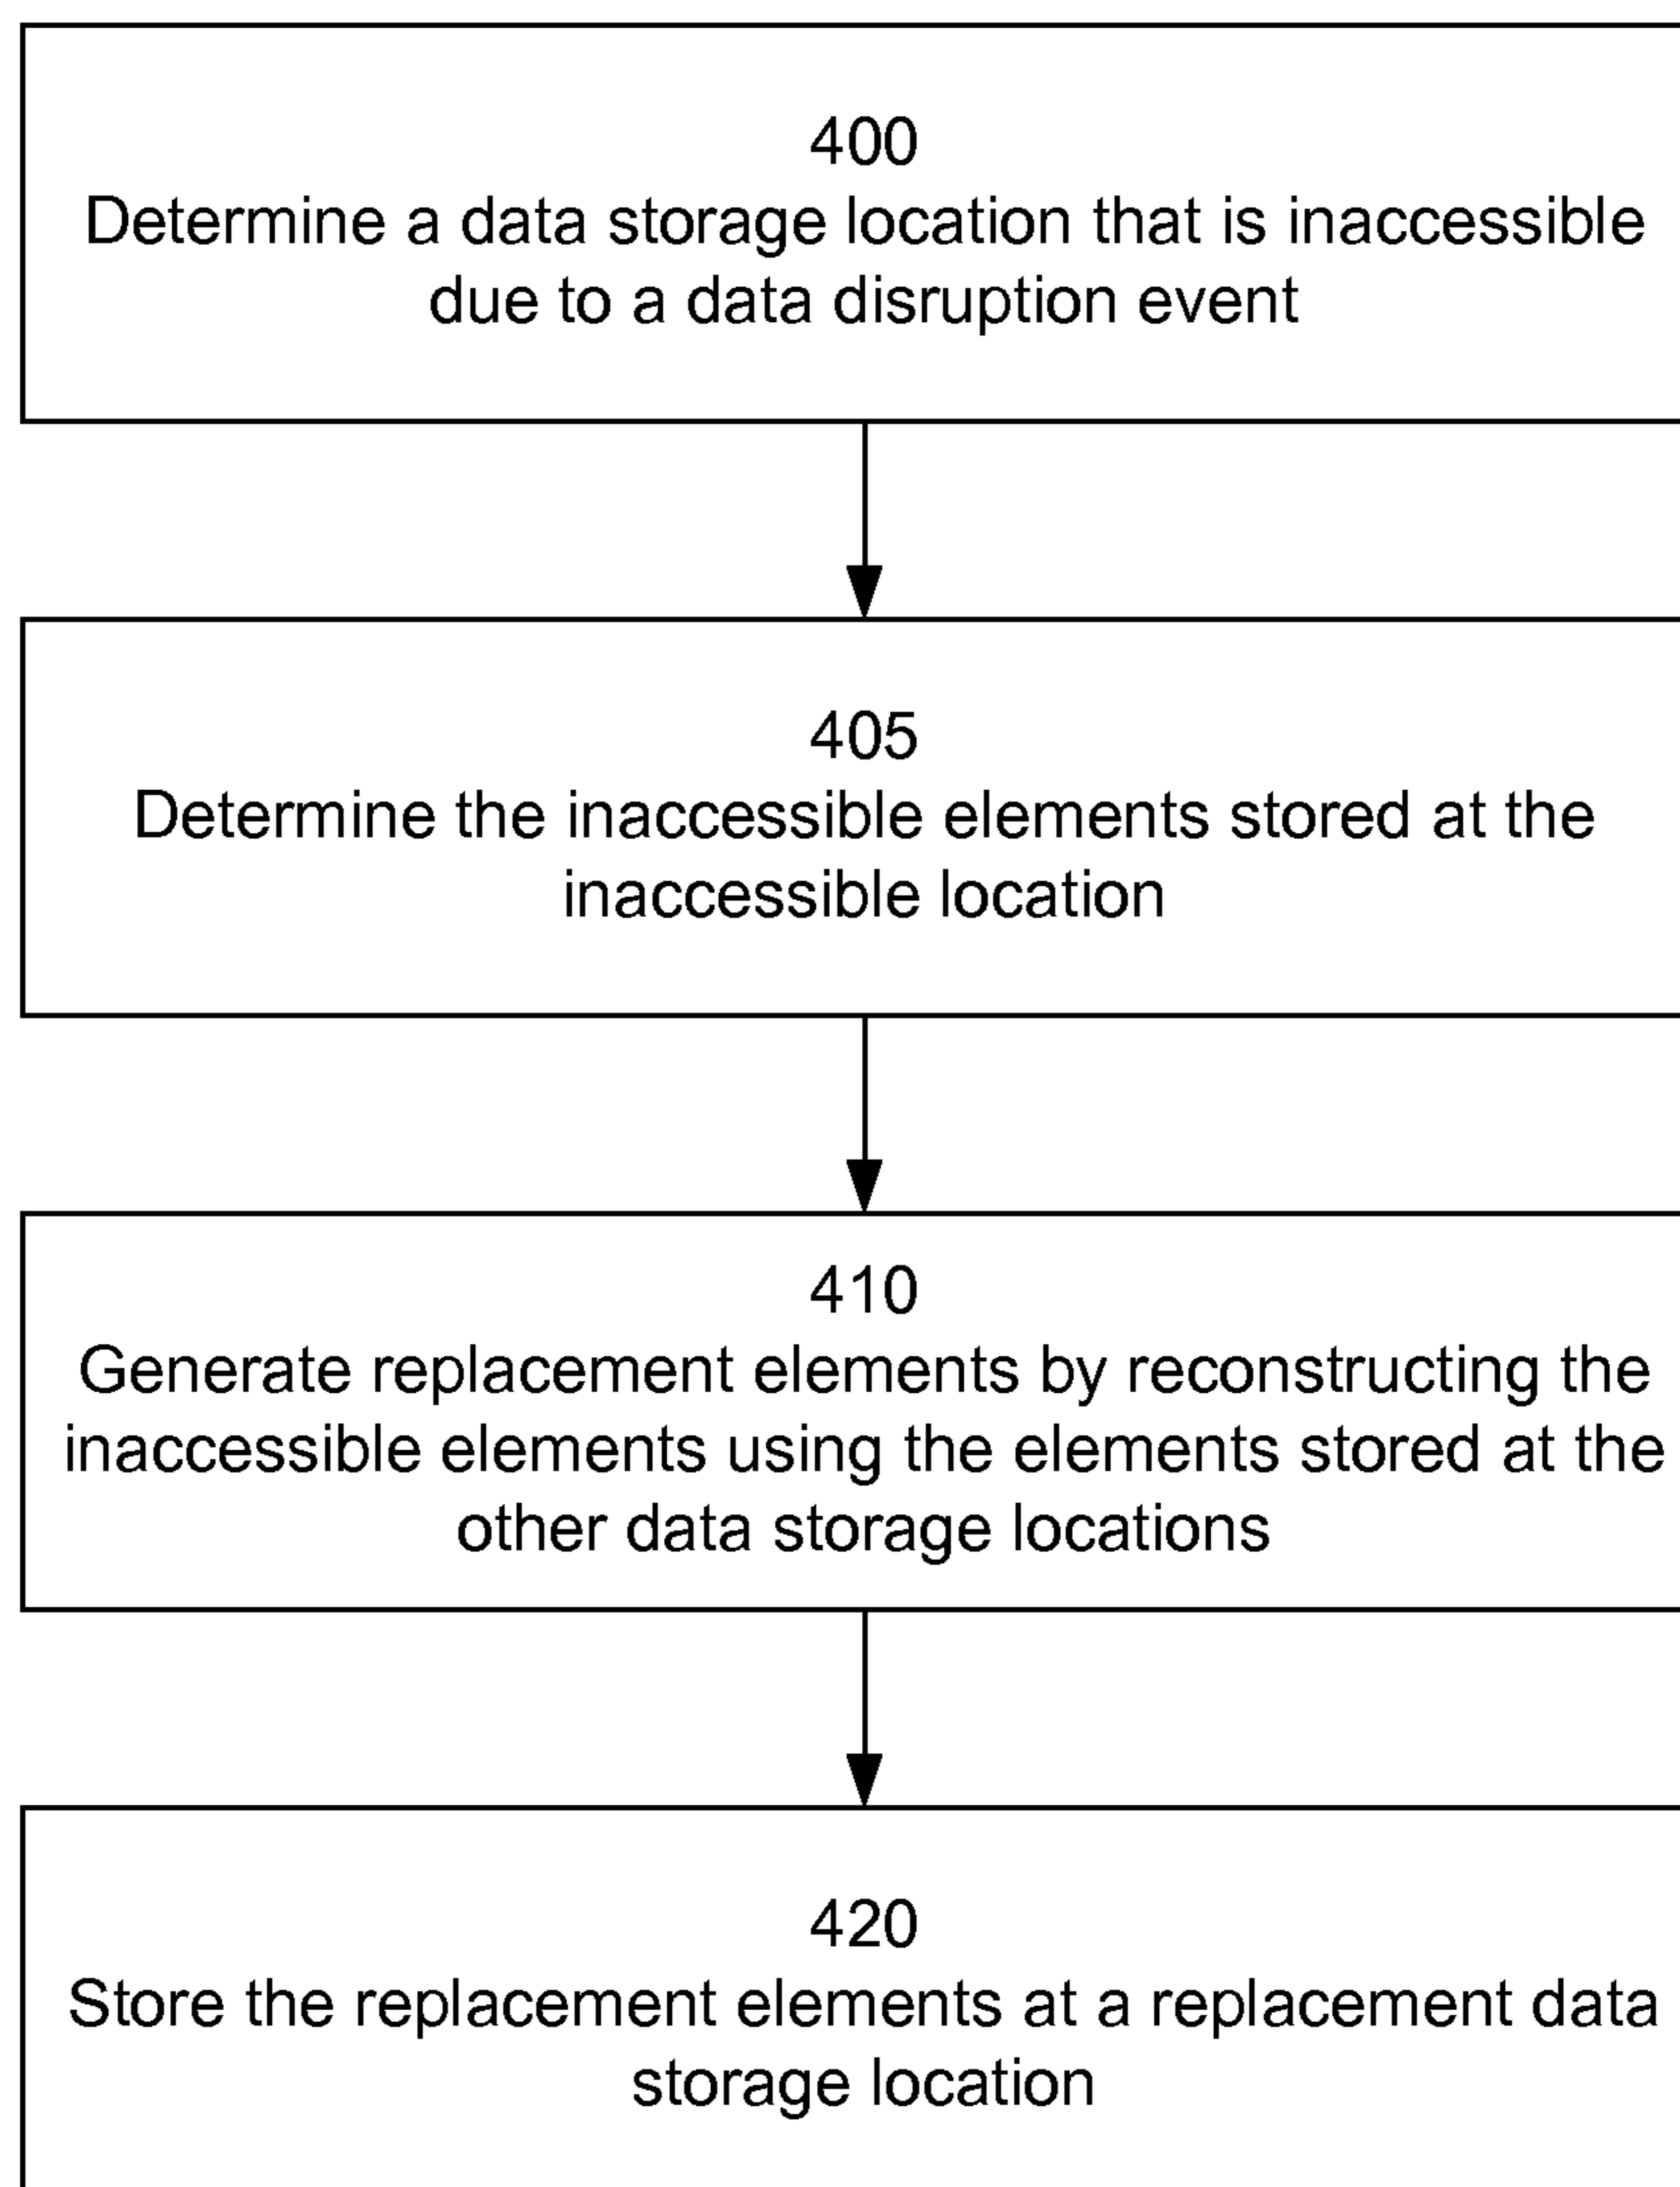 400
Determine a data storage location that is inaccessible
due to a data disruption event
405
Determine the inaccessible elements stored at the
inaccessible location
410
Generate replacement elements by reconstructing the
inaccessible elements using the elements stored at the
other data storage locations
420
Store the replacement elements at a replacement data
storage location